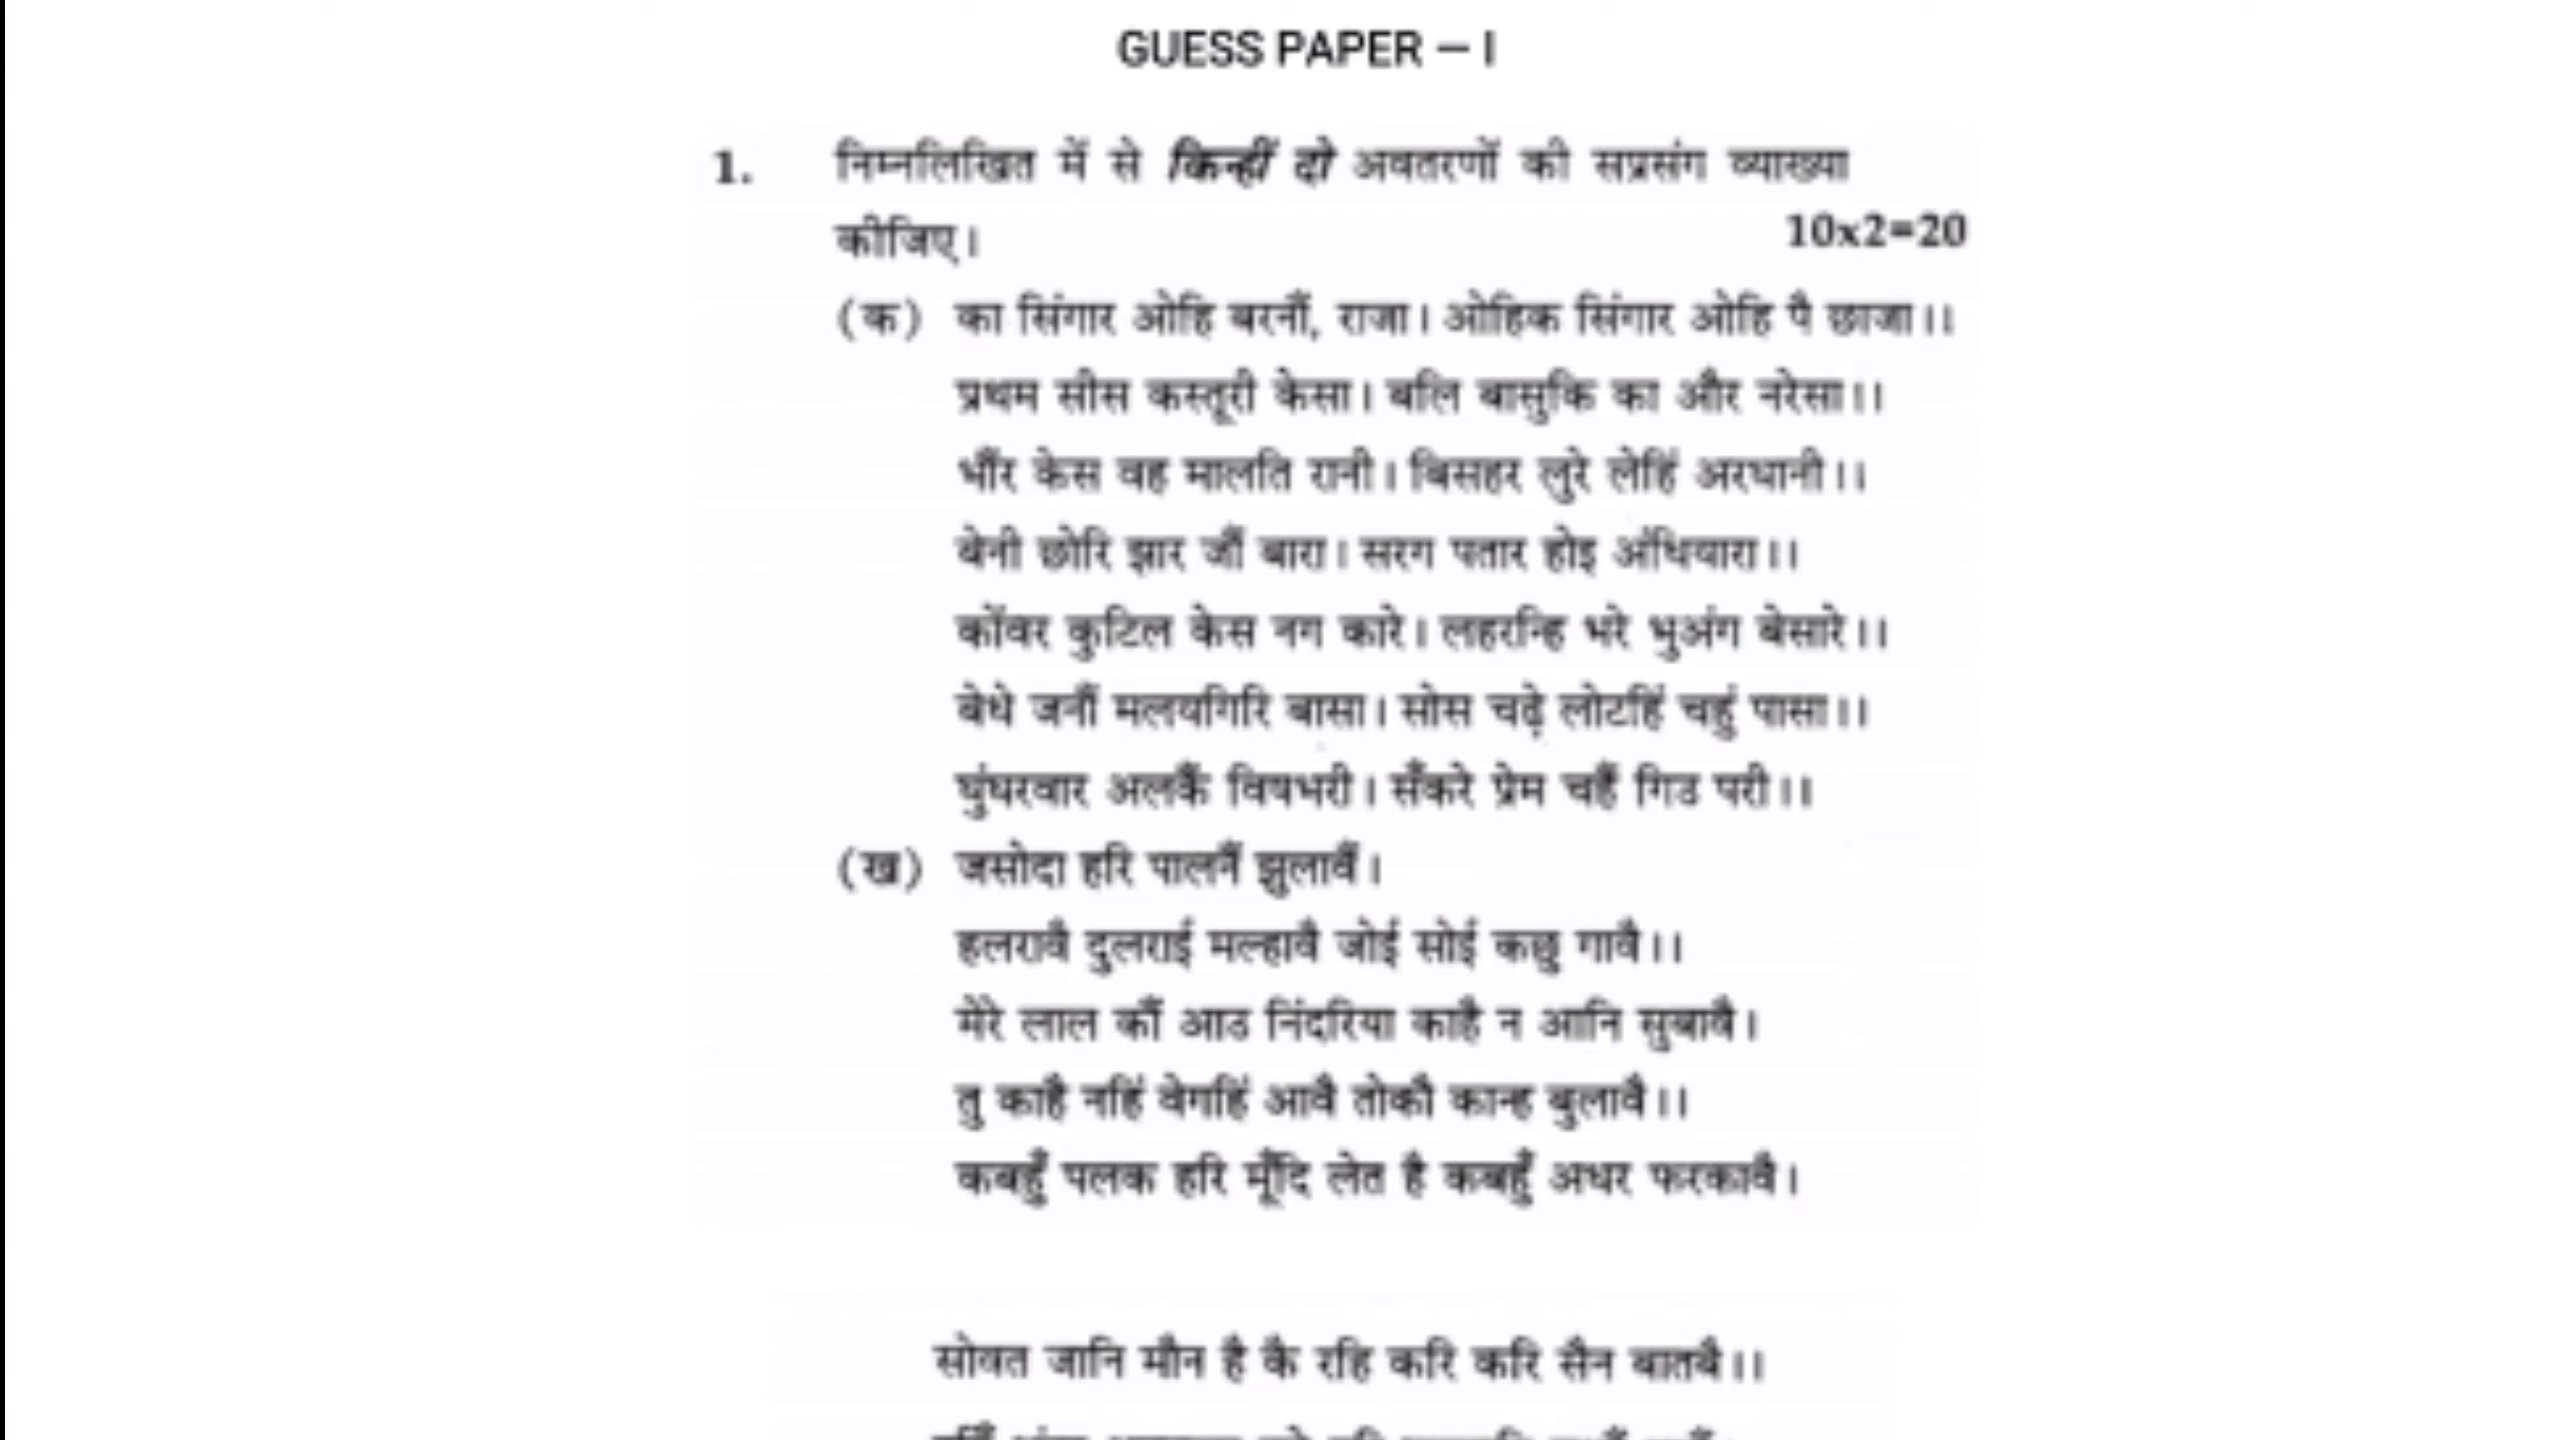 GUESS PAPER – I
1. निम्नलिखित में से किन्हीं दो अवतरणों की सप्रसंग व्याख्या
कीजिए। 10x2=20
(क) का सिंगार ओहि बरनौं, राजा। ओहिक सिंगार ओहि पै छाजा।।
प्रथम सीस कस्तूरी केसा। बलि बासुकि का और नरेसा।।
भौंर केस वह मालति रानी। बिसहर लुरे लेहिं अरघानी।।
बेनी छोरि झार जौं बारा। सरग पतार होइ अंधियारा।।
कोंवर कुटिल केस नग कारे। लहरन्हि भरे भुअंग बेसारे।।
बेधे जनौं मलयगिरि बासा। सोस चढ़े लोटहिं चहुं पासा।।
घुंघरवार अलकैं विषभरी। सँकरे प्रेम चहैं गिउ परी।।
(ख) जसोदा हरि पालनैं झुलावैं।
हलरावै दुलराई मल्हावै जोई सोई कछु गावै।।
मेरे लाल कौं आउ निंदरिया काहै न आनि सुबावै।
तु काहै नहिं वेगहिं आवै तोकौ कान्ह बुलावै।।
कबहुँ पलक हरि मूँदि लेत है कबहुँ अधर फरकावै।
सोवत जानि मौन है कै रहि करि करि सैन बातबै।।